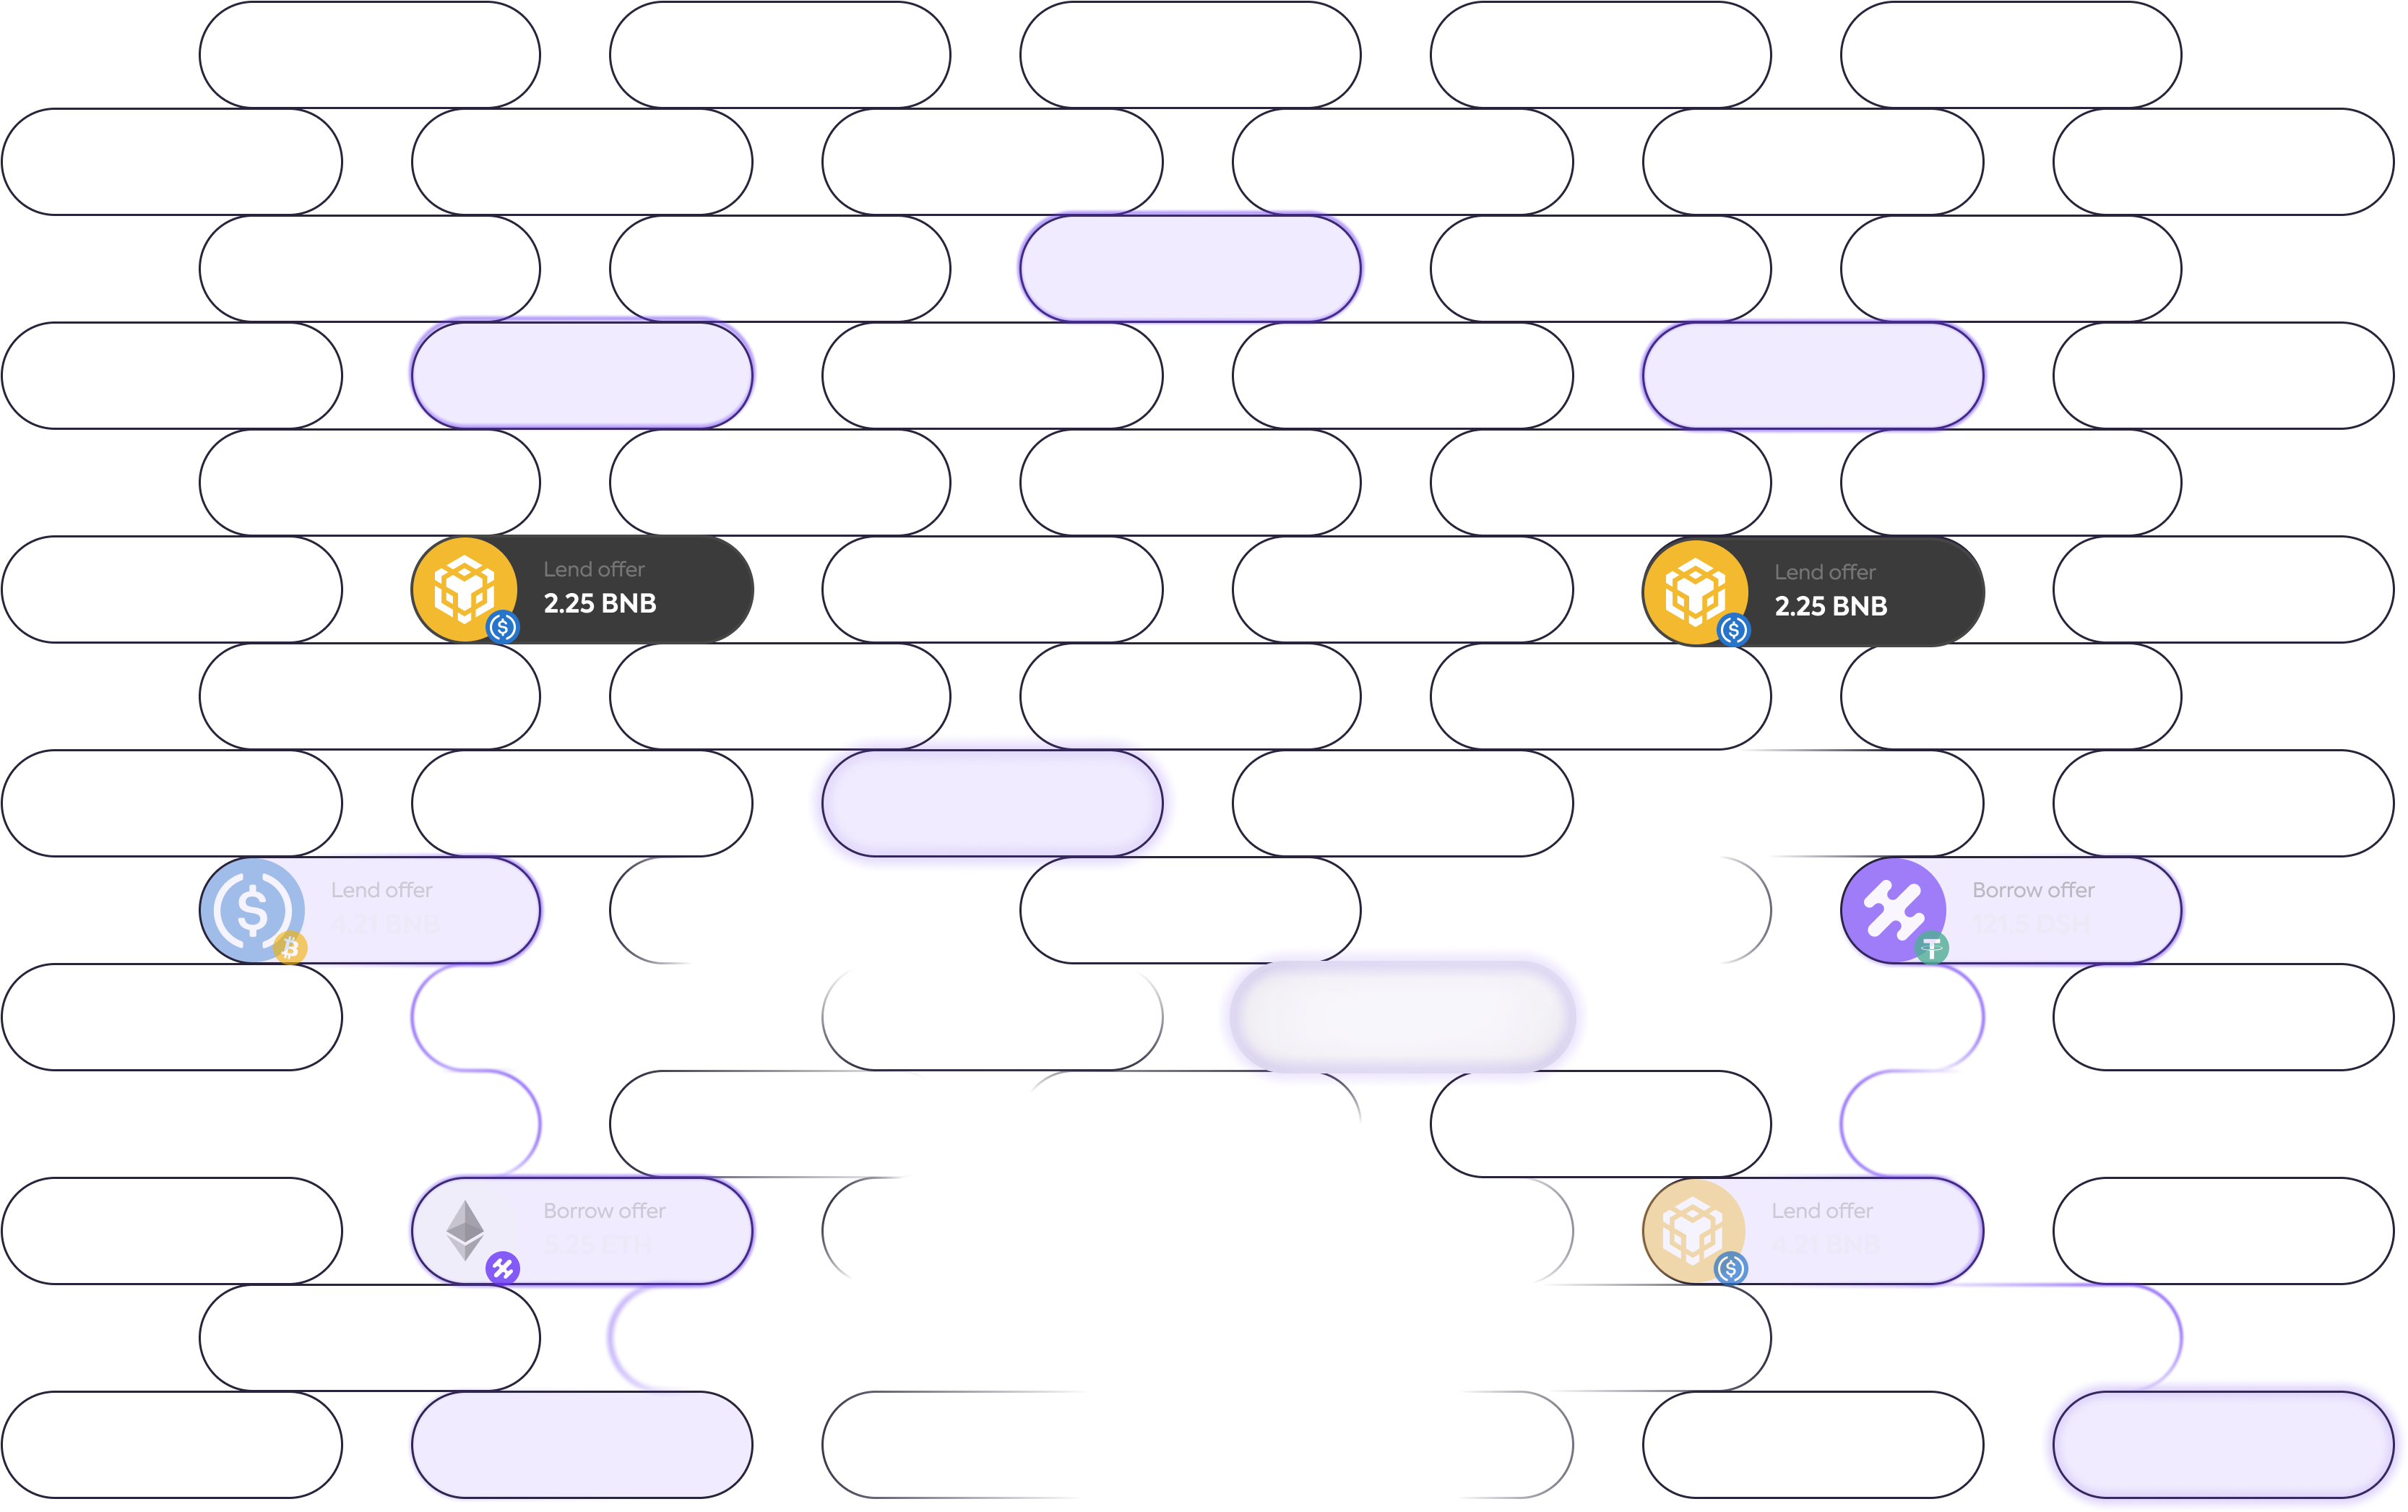 Lend offer
2.25 BNB
Lend offer
2.25 BNB
Lend offer
4.21 BNB
Borrow offer
121.5 DSH
Borrow offer
5.25 ETH
Lend offer
4.21 BNB